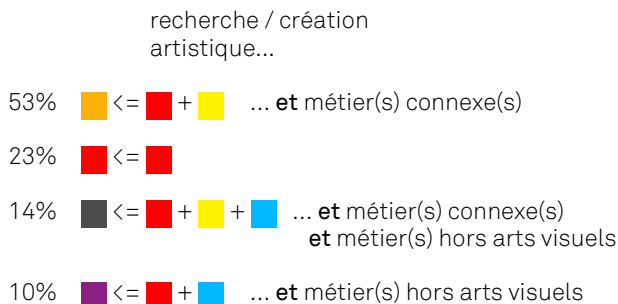 recherche / création
artistique...
53% <= + ... et métier(s) connexe(s)
23% <=
14% <= + + ... et métier(s) connexe(s)
et métier(s) hors arts visuels
10% <= + ... et métier(s) hors arts visuels